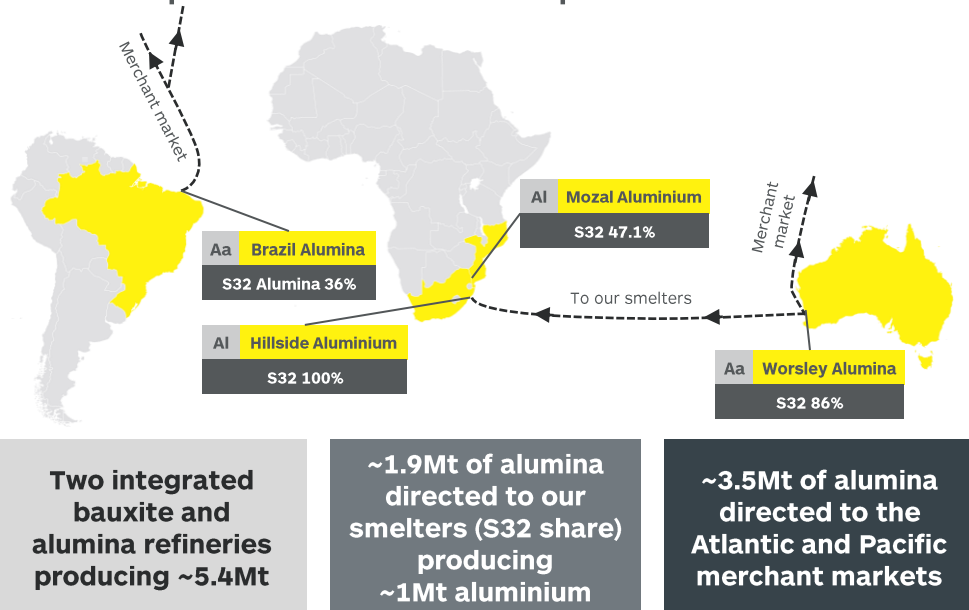 Merchant market
Aa Brazil Alumina
S32 Alumina 36%
Al Mozal Aluminium
S32 47.1%
Al Hillside Aluminium
S32 100%
To our smelters
Merchant
market
Aa Worsley Alumina
S32 86%
Two integrated
bauxite and
alumina refineries
producing ~5.4Mt
~1.9Mt of alumina
directed to our
smelters (S32 share)
producing
~1Mt aluminium
~3.5Mt of alumina
directed to the
Atlantic and Pacific
merchant markets